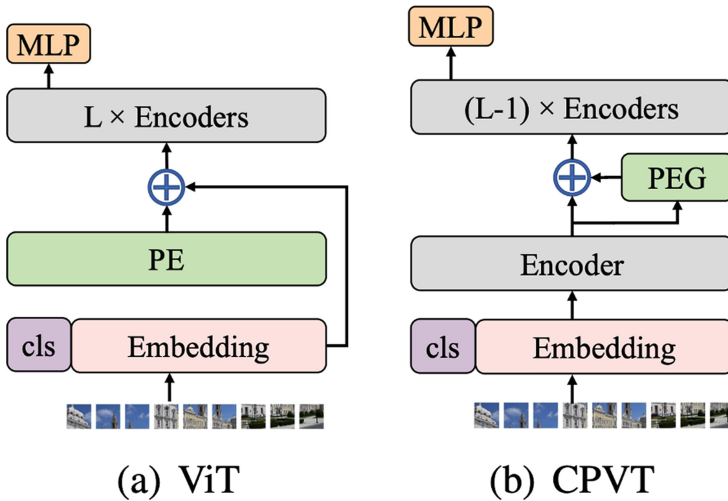 MLP
L × Encoders
PE
cls Embedding
(a) ViT
MLP
(L-1) × Encoders
PEG
Encoder
cls Embedding
(b) CPVT